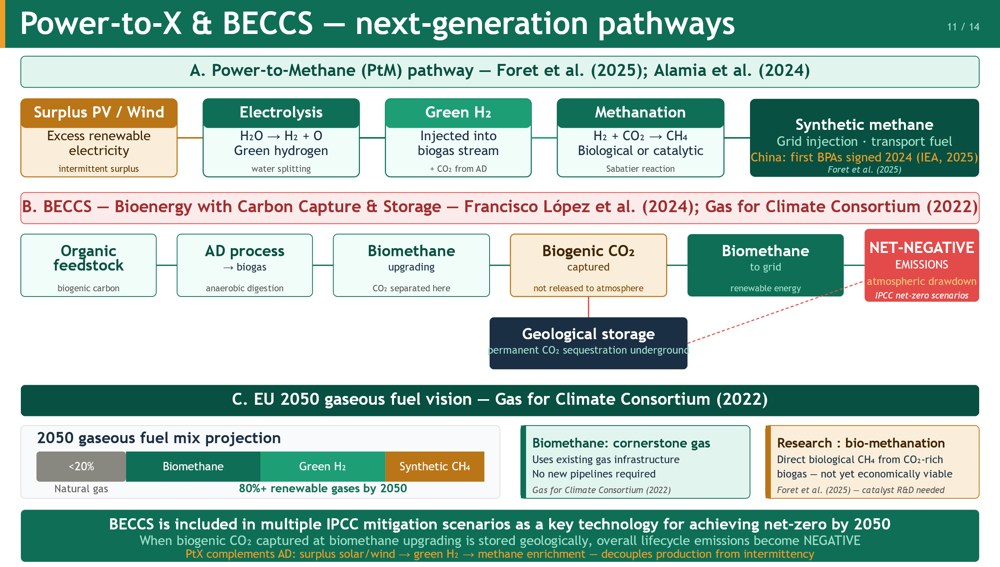 Power-to-X & BECCS — next-generation pathways
11 / 14
A. Power-to-Methane (PtM) pathway — Foret et al. (2025); Alamia et al. (2024)
Surplus PV / Wind
Excess renewable
electricity
intermittent surplus
Electrolysis
H₂O → H₂ + O
Green hydrogen
water splitting
Green H₂
Injected into
biogas stream
+ CO₂ from AD
Methanation
H₂ + CO₂ → CH₄
Biological or catalytic
Sabatier reaction
Synthetic methane
Grid injection · transport fuel
China: first BPAs signed 2024 (IEA, 2025)
Foret et al. (2025)
B. BECCS — Bioenergy with Carbon Capture & Storage — Francisco López et al. (2024); Gas for Climate Consortium (2022)
Organic
feedstock
biogenic carbon
AD process
→ biogas
anaerobic digestion
Biomethane
upgrading
CO₂ separated here
Biogenic CO₂
captured
not released to atmosphere
Biomethane
to grid
renewable energy
NET-NEGATIVE
EMISSIONS
atmospheric drawdown
IPCC net-zero scenarios
Geological storage
permanent CO₂ sequestration underground
C. EU 2050 gaseous fuel vision — Gas for Climate Consortium (2022)
2050 gaseous fuel mix projection
<20%
Biomethane
Green H₂
Synthetic CH₄
Natural gas
80%+ renewable gases by 2050
Biomethane: cornerstone gas
Uses existing gas infrastructure
No new pipelines required
Gas for Climate Consortium (2022)
Research : bio-methanation
Direct biological CH₄ from CO₂-rich
biogas — not yet economically viable
Foret et al. (2025) — catalyst R&D needed
BECCS is included in multiple IPCC mitigation scenarios as a key technology for achieving net-zero by 2050
When biogenic CO₂ captured at biomethane upgrading is stored geologically, overall lifecycle emissions become NEGATIVE
PtX complements AD: surplus solar/wind → green H₂ → methane enrichment — decouples production from intermittency